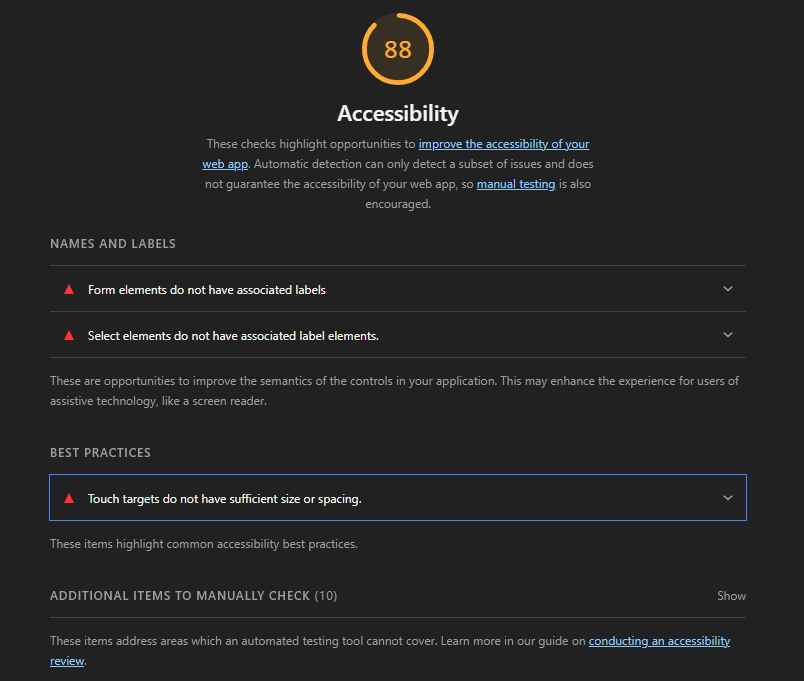 88
Accessibility
These checks highlight opportunities to improve the accessibility of your
web app. Automatic detection can only detect a subset of issues and does
not guarantee the accessibility of your web app, so manual testing is also
encouraged.
NAMES AND LABELS
Form elements do not have associated labels
Select elements do not have associated label elements.
These are opportunities to improve the semantics of the controls in your application. This may enhance the experience for users of
assistive technology, like a screen reader.
BEST PRACTICES
Touch targets do not have sufficient size or spacing.
These items highlight common accessibility best practices.
ADDITIONAL ITEMS TO MANUALLY CHECK (10) Show
These items address areas which an automated testing tool cannot cover. Learn more in our guide on conducting an accessibility
review.